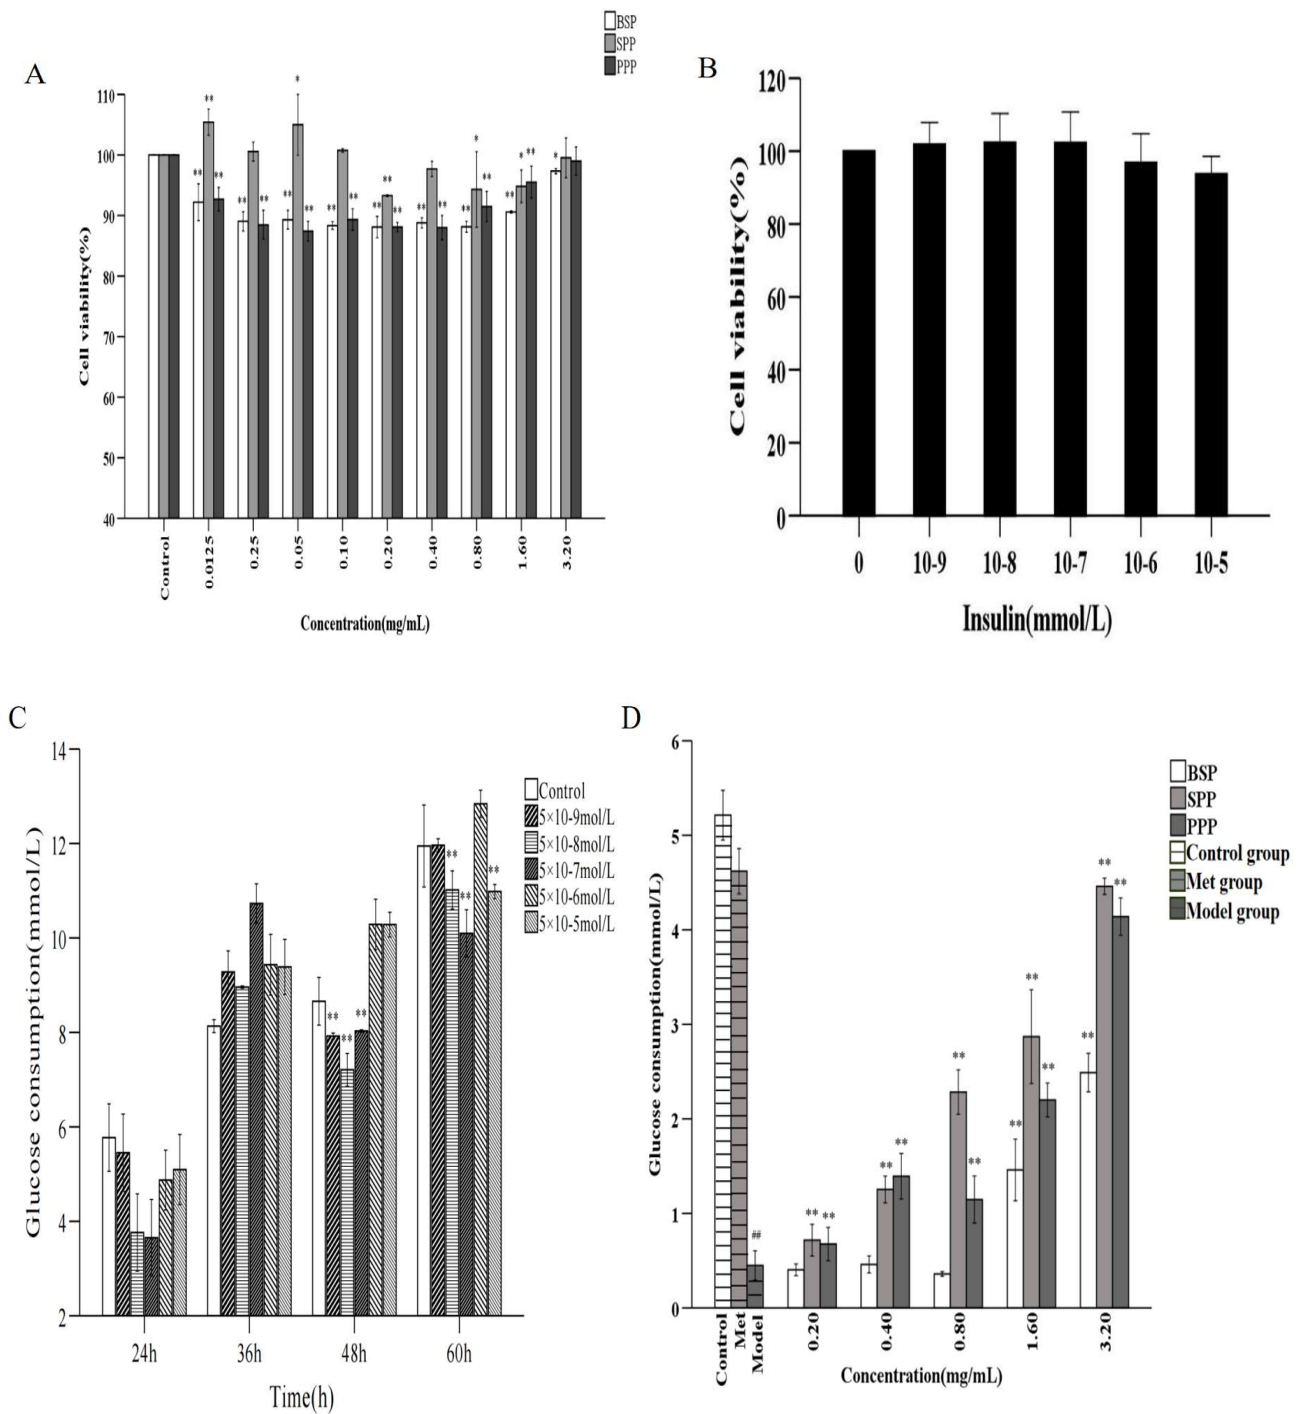 BSP
SPP
PPP
A
110
100
90
80
70
60
50
40
Cell viability(%)
** ** ** ** ** ** * ** ** ** ** ** ** ** ** ** * ** ** * ** *
Control 0.0125 0.25 0.05 0.10 0.20 0.40 0.80 1.60 3.20
Concentration(mg/mL)
B
120
100
80
60
40
20
0
Cell viability(%)
0 10-9 10-8 10-7 10-6 10-5
Insulin(mmol/L)
C
14
12
10
8
6
4
2
Glucose consumption(mmol/L)
** ** ** ** ** **
Control
5×10-9mol/L
5×10-8mol/L
5×10-7mol/L
5×10-6mol/L
5×10-5mol/L
24h 36h 48h 60h
Time(h)
D
6
5
4
3
2
1
0
Glucose consumption(mmol/L)
## ** ** ** ** ** ** ** ** ** ** ** **
BSP
SPP
PPP
Control group
Met group
Model group
Control Met Model 0.20 0.40 0.80 1.60 3.20
Concentration(mg/mL)